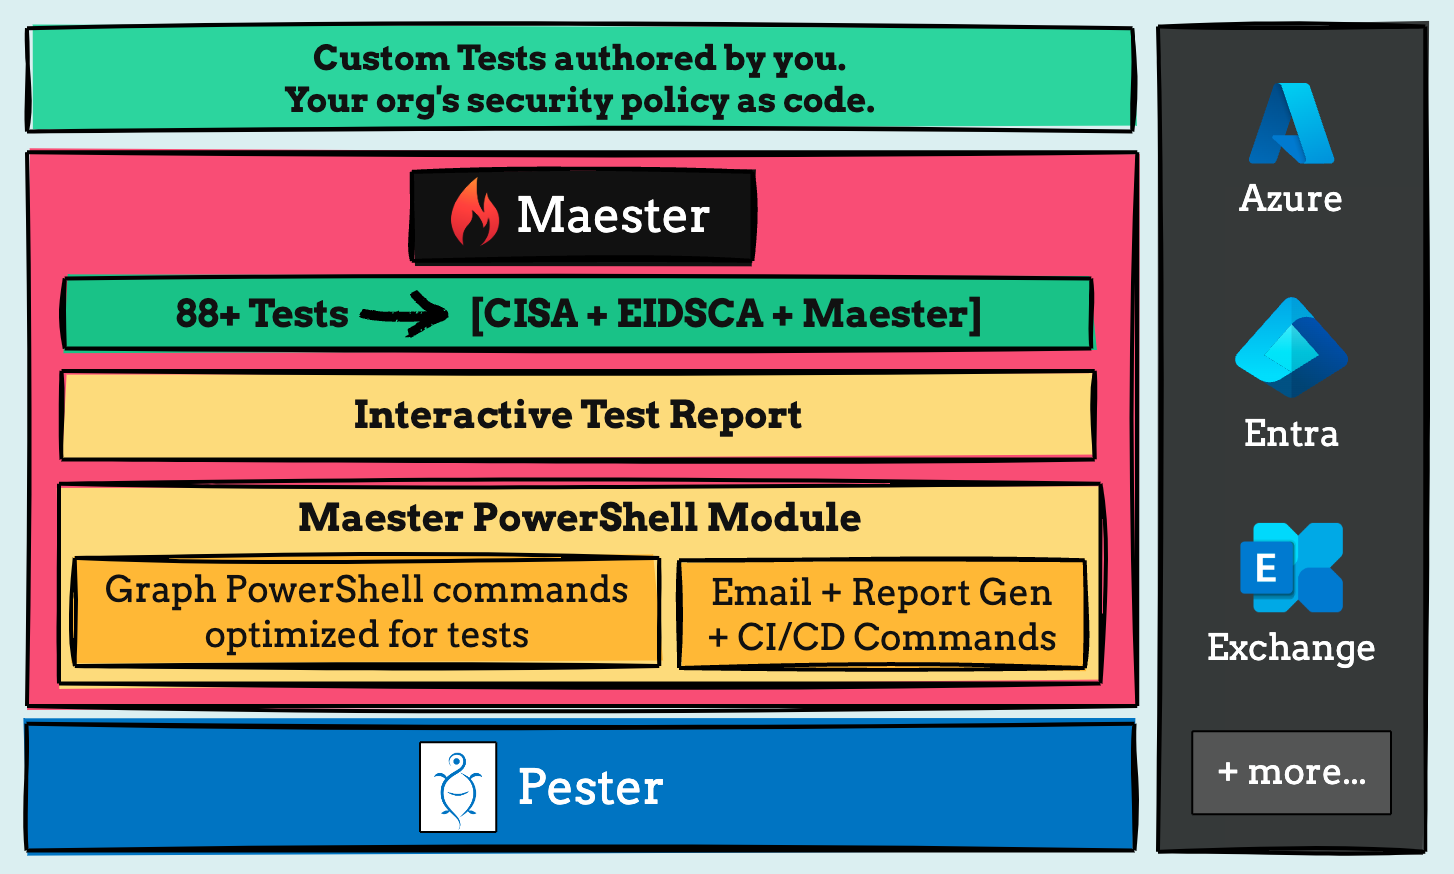 Custom Tests authored by you.
Your org's security policy as code.
Maester
88+ Tests
[CISA + EIDSCA + Maester]
Interactive Test Report
Maester PowerShell Module
Graph PowerShell commands
optimized for tests
Email + Report Gen
+ CI/CD Commands
Pester
Azure
Entra
E
Exchange
+ more...